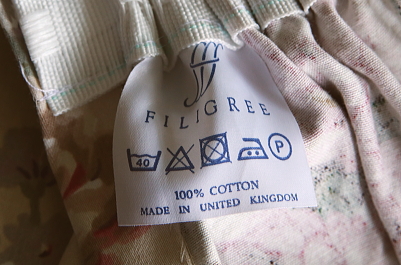 FILIGREE
40 P
100% COTTON
MADE IN UNITED KINGDOM